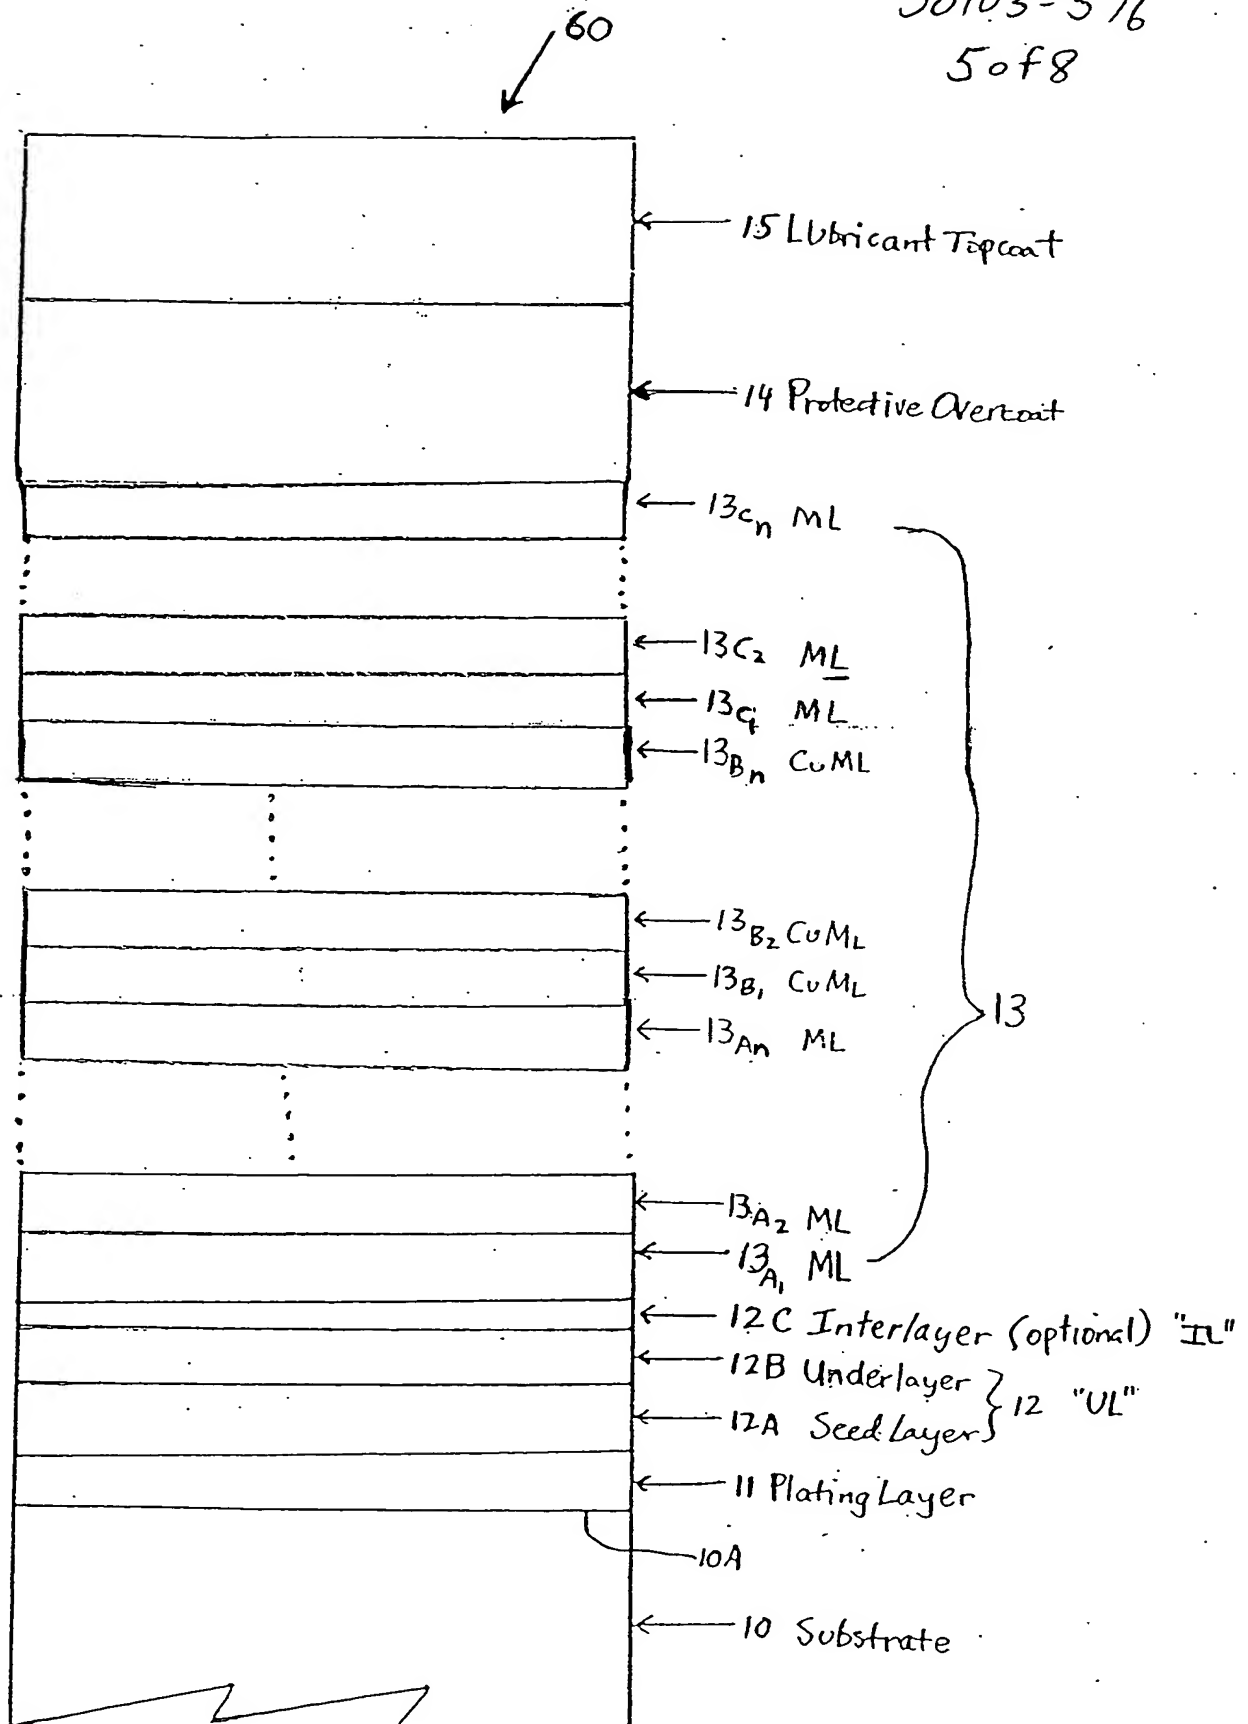 60
5 of 8
15 Lubricant Topcoat
14 Protective Overcoat
13Cn ML
13C2 ML
13C1 ML
13Bn CuML
13B2 CuML
13B1 CuML
13An ML
13
13A2 ML
13A1 ML
12C Interlayer (optional) "IL"
12B Underlayer
12 "UL"
12A Seed Layer
11 Plating Layer
10A
10 Substrate